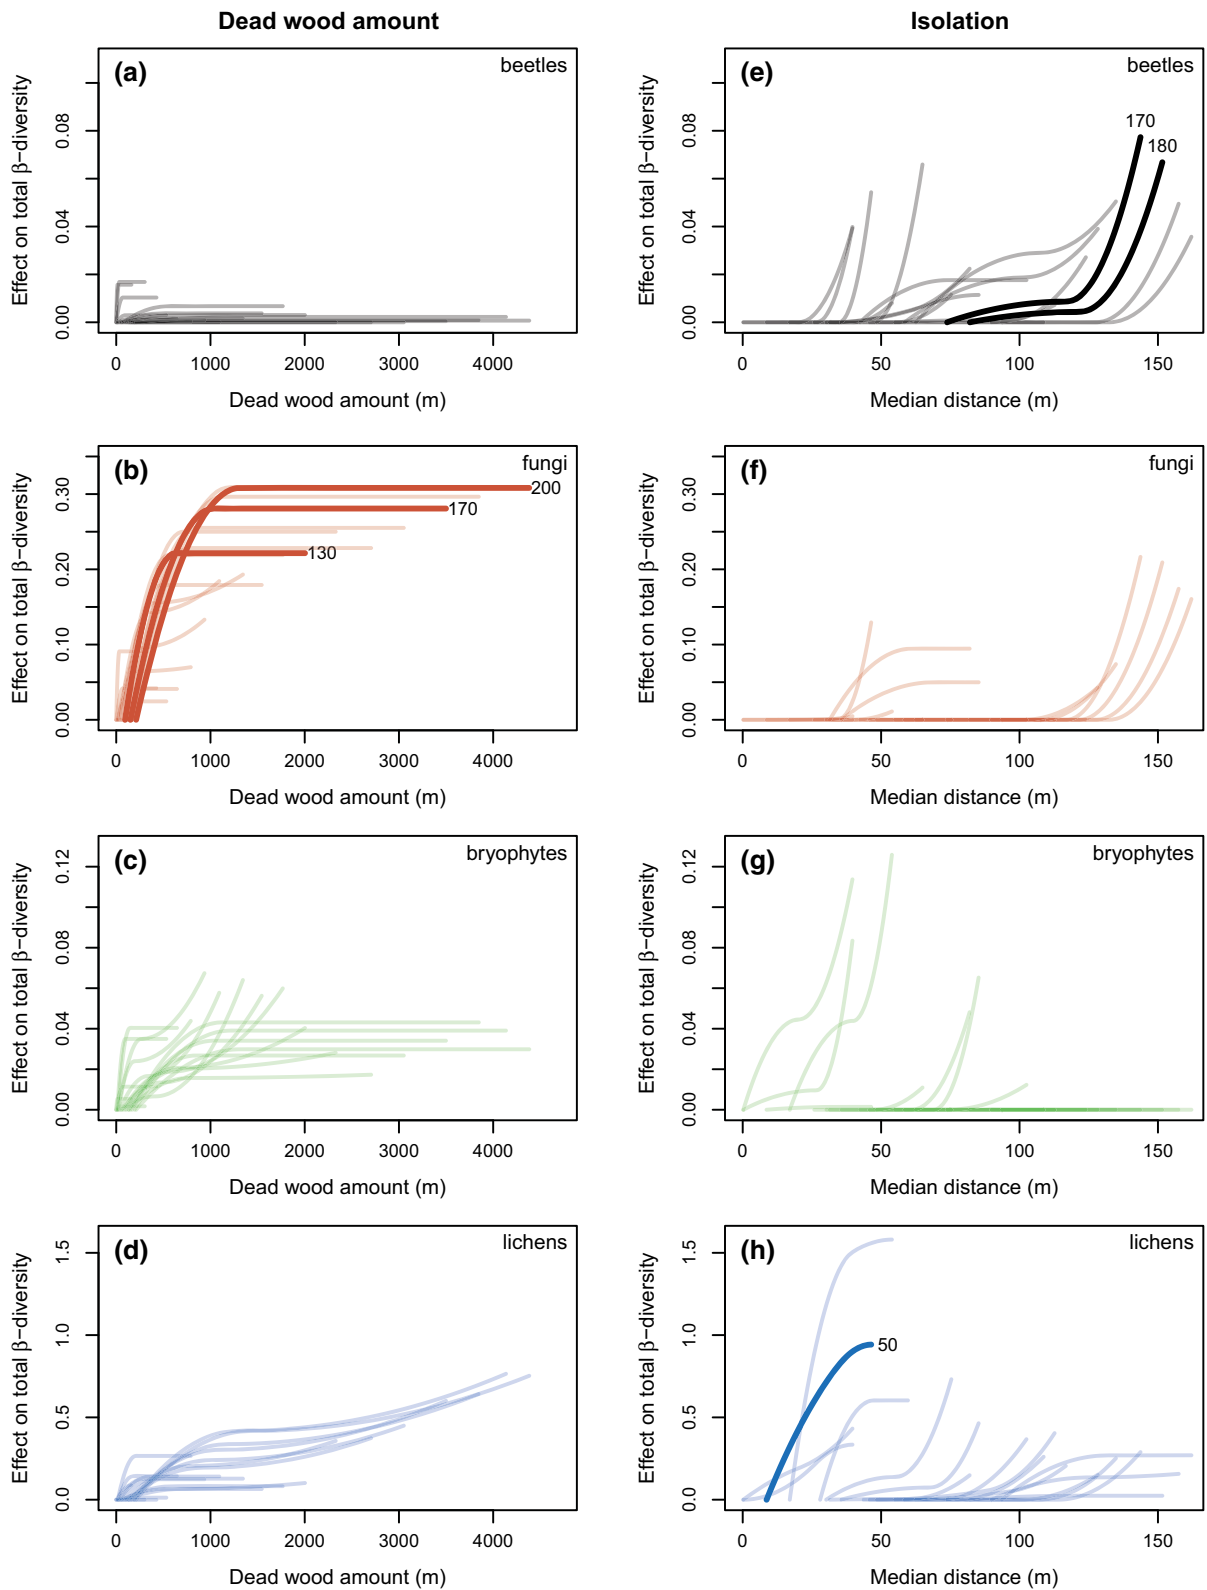 Dead wood amount
Isolation
(a)
beetles
Effect on total β−diversity
0.00
0.04
0.08
0
1000
2000
3000
4000
Dead wood amount (m)
(e)
beetles
170
180
Effect on total β−diversity
0.00
0.04
0.08
0
50
100
150
Median distance (m)
(b)
fungi
200
170
130
Effect on total β−diversity
0.00
0.10
0.20
0.30
0
1000
2000
3000
4000
Dead wood amount (m)
(f)
fungi
Effect on total β−diversity
0.00
0.10
0.20
0.30
0
50
100
150
Median distance (m)
(c)
bryophytes
Effect on total β−diversity
0.00
0.04
0.08
0.12
0
1000
2000
3000
4000
Dead wood amount (m)
(g)
bryophytes
Effect on total β−diversity
0.00
0.04
0.08
0.12
0
50
100
150
Median distance (m)
(d)
lichens
Effect on total β−diversity
0.0
0.5
1.0
1.5
0
1000
2000
3000
4000
Dead wood amount (m)
(h)
lichens
50
Effect on total β−diversity
0.0
0.5
1.0
1.5
0
50
100
150
Median distance (m)